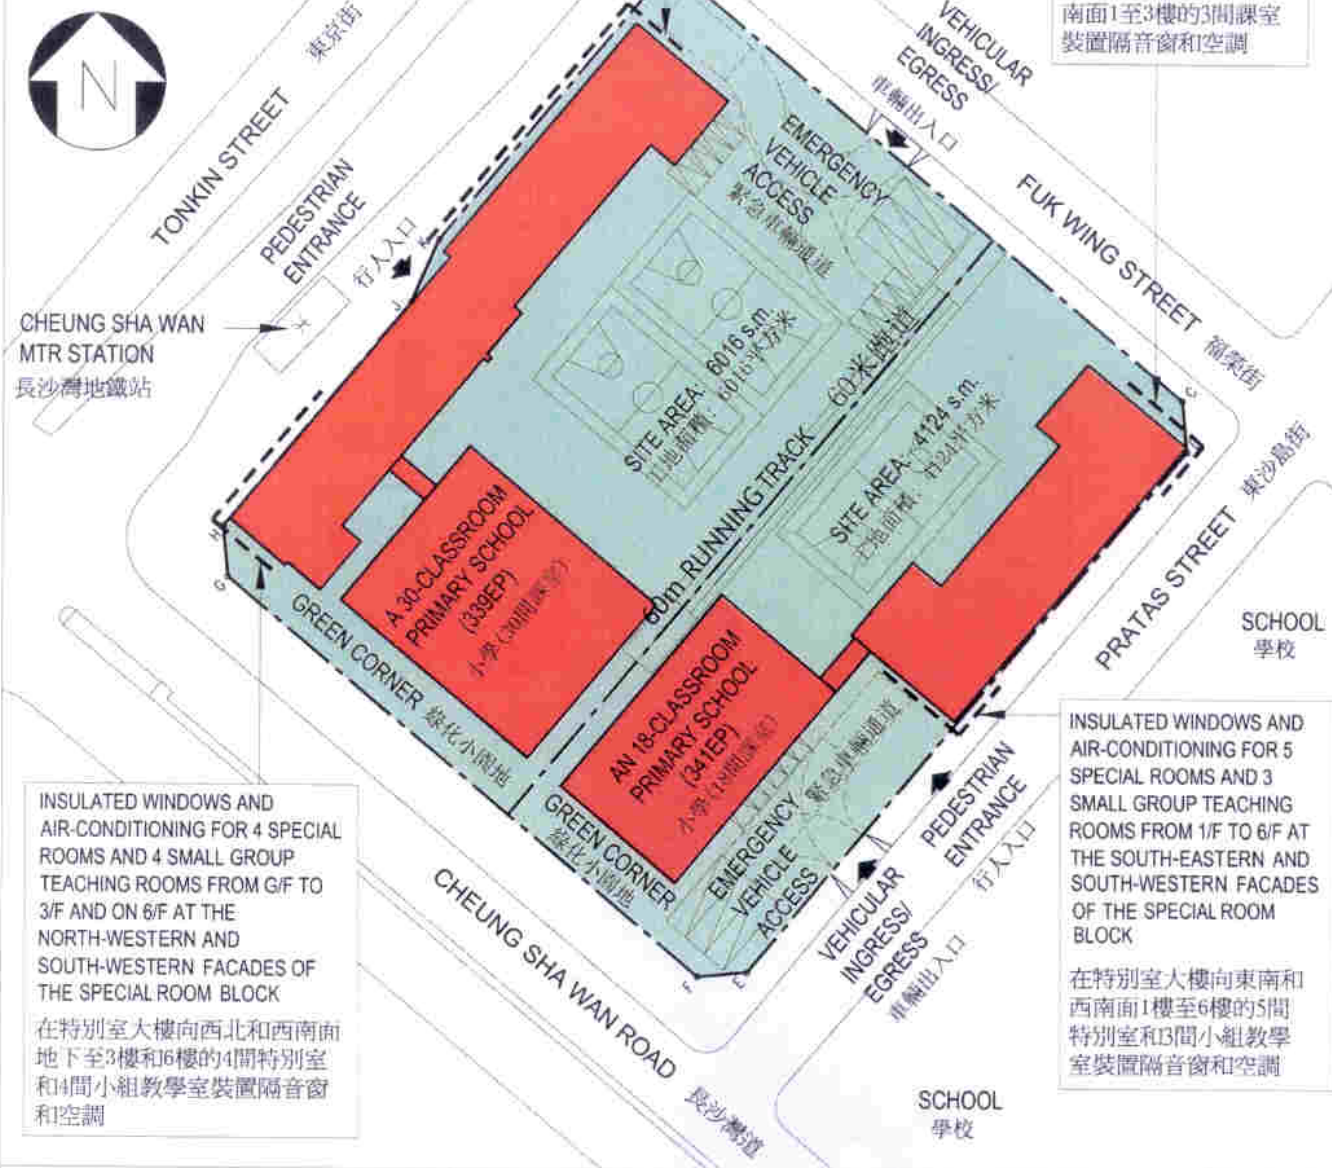 N
TONKIN STREET
東京街
PEDESTRIAN
ENTRANCE
行人入口
CHEUNG SHA WAN
MTR STATION
長沙灣地鐵站
VEHICULAR
INGRESS/
EGRESS
車輛出入口
南面1至3樓的3間課室
裝置隔音窗和空調
EMERGENCY
VEHICLE
ACCESS
緊急車輛通道
FUK WING STREET
福榮街
SITE AREA: 6016 s.m.
地盤面積: 6016平方米
60m RUNNING TRACK
60米跑道
SITE AREA: 4124 s.m.
地盤面積: 4124平方米
K
J
H
G
C
F
E
A 30-CLASSROOM
PRIMARY SCHOOL
(339EP)
小學(30間課室)
AN 18-CLASSROOM
PRIMARY SCHOOL
(341EP)
小學(18間課室)
GREEN CORNER
綠化小園地
GREEN CORNER
綠化小園地
EMERGENCY
VEHICLE
ACCESS
緊急車輛通道
PRATAS STREET
東沙島街
SCHOOL
學校
PEDESTRIAN
ENTRANCE
行人入口
VEHICULAR
INGRESS/
EGRESS
車輛出入口
CHEUNG SHA WAN ROAD
長沙灣道
SCHOOL
學校
INSULATED WINDOWS AND
AIR-CONDITIONING FOR 4 SPECIAL
ROOMS AND 4 SMALL GROUP
TEACHING ROOMS FROM G/F TO
3/F AND ON 6/F AT THE
NORTH-WESTERN AND
SOUTH-WESTERN FACADES OF
THE SPECIAL ROOM BLOCK
在特別室大樓向西北和西南面
地下至3樓和6樓的4間特別室
和4間小組教學室裝置隔音窗
和空調
INSULATED WINDOWS AND
AIR-CONDITIONING FOR 5
SPECIAL ROOMS AND 3
SMALL GROUP TEACHING
ROOMS FROM 1/F TO 6/F AT
THE SOUTH-EASTERN AND
SOUTH-WESTERN FACADES
OF THE SPECIAL ROOM
BLOCK
在特別室大樓向東南和
西南面1樓至6樓的5間
特別室和3間小組教學
室裝置隔音窗和空調